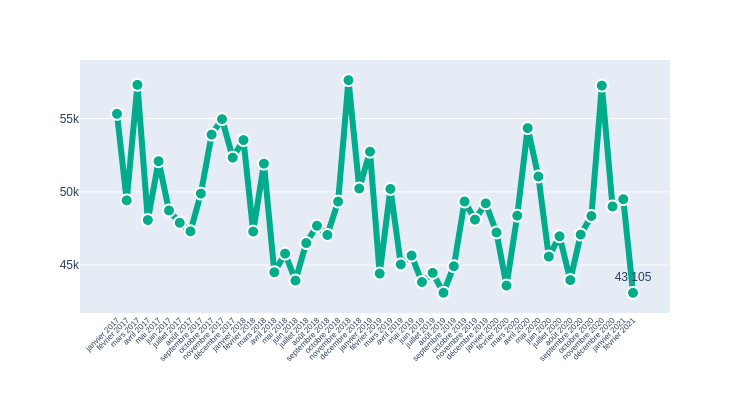 55k
50k
45k
43 105
janvier 2017
février 2017
mars 2017
avril 2017
mai 2017
juin 2017
juillet 2017
août 2017
septembre 2017
octobre 2017
novembre 2017
décembre 2017
janvier 2018
février 2018
mars 2018
avril 2018
mai 2018
juin 2018
juillet 2018
août 2018
septembre 2018
octobre 2018
novembre 2018
décembre 2018
janvier 2019
février 2019
mars 2019
avril 2019
mai 2019
juin 2019
juillet 2019
août 2019
septembre 2019
octobre 2019
novembre 2019
décembre 2019
janvier 2020
février 2020
mars 2020
avril 2020
mai 2020
juin 2020
juillet 2020
août 2020
septembre 2020
octobre 2020
novembre 2020
décembre 2020
janvier 2021
février 2021